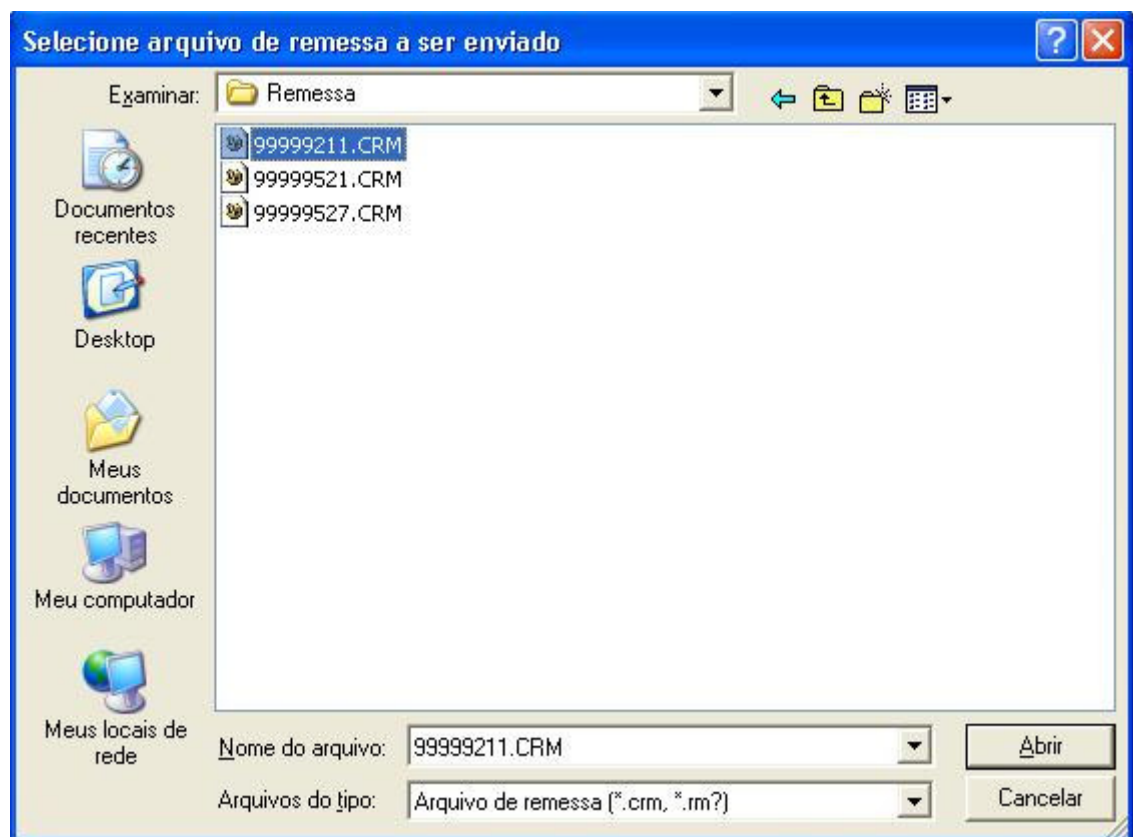 Selecione arquivo de remessa a ser enviado
Examinar:
Remessa
99999211.CRM
99999521.CRM
99999527.CRM
Documentos
recentes
Desktop
Meus
documentos
Meu computador
Meus locais de
rede
Nome do arquivo:
99999211.CRM
Abrir
Arquivos do tipo:
Arquivo de remessa (*.crm, *.rm?)
Cancelar